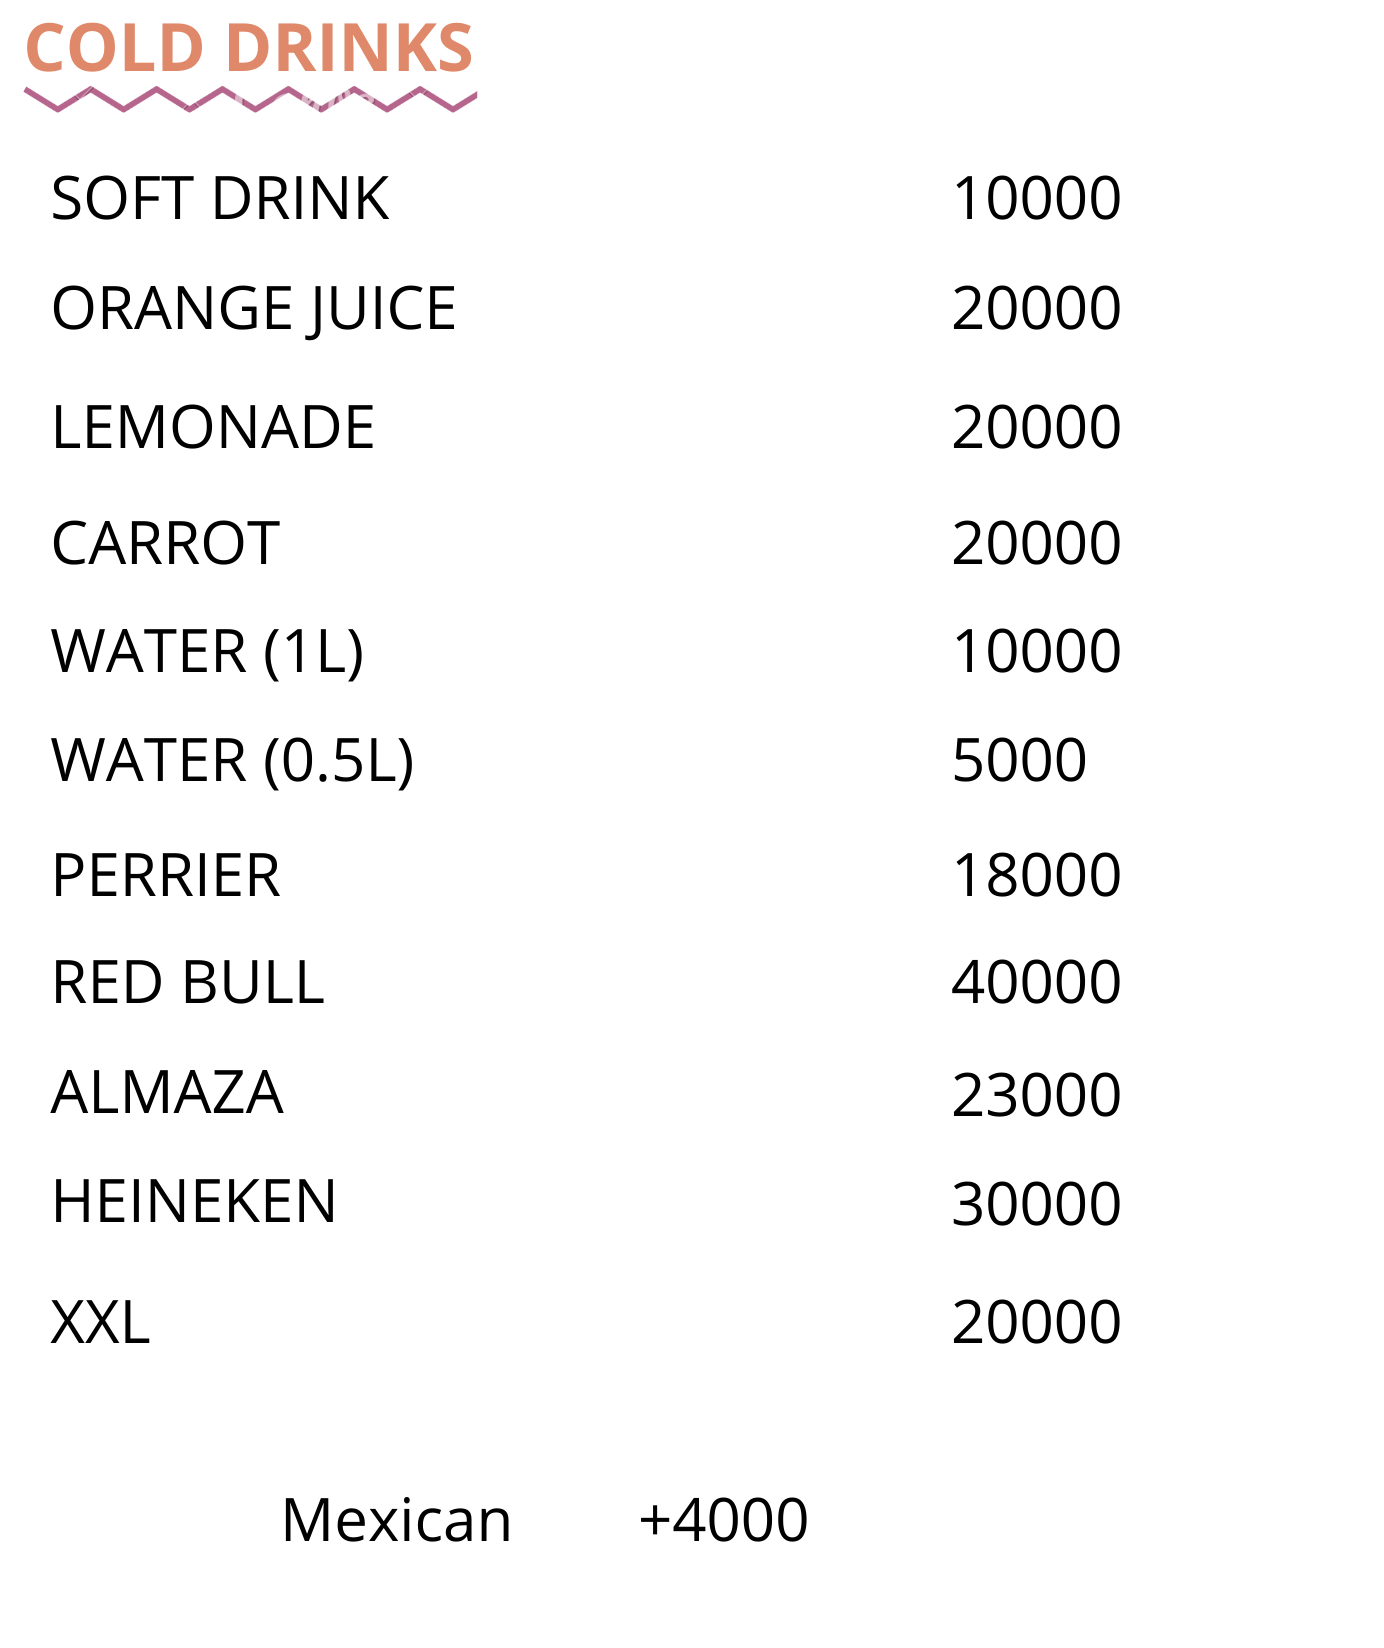 COLD DRINKS
SOFT DRINK 10000
ORANGE JUICE 20000
LEMONADE 20000
CARROT 20000
WATER (1L) 10000
WATER (0.5L) 5000
PERRIER 18000
RED BULL 40000
ALMAZA 23000
HEINEKEN 30000
XXL 20000
Mexican +4000